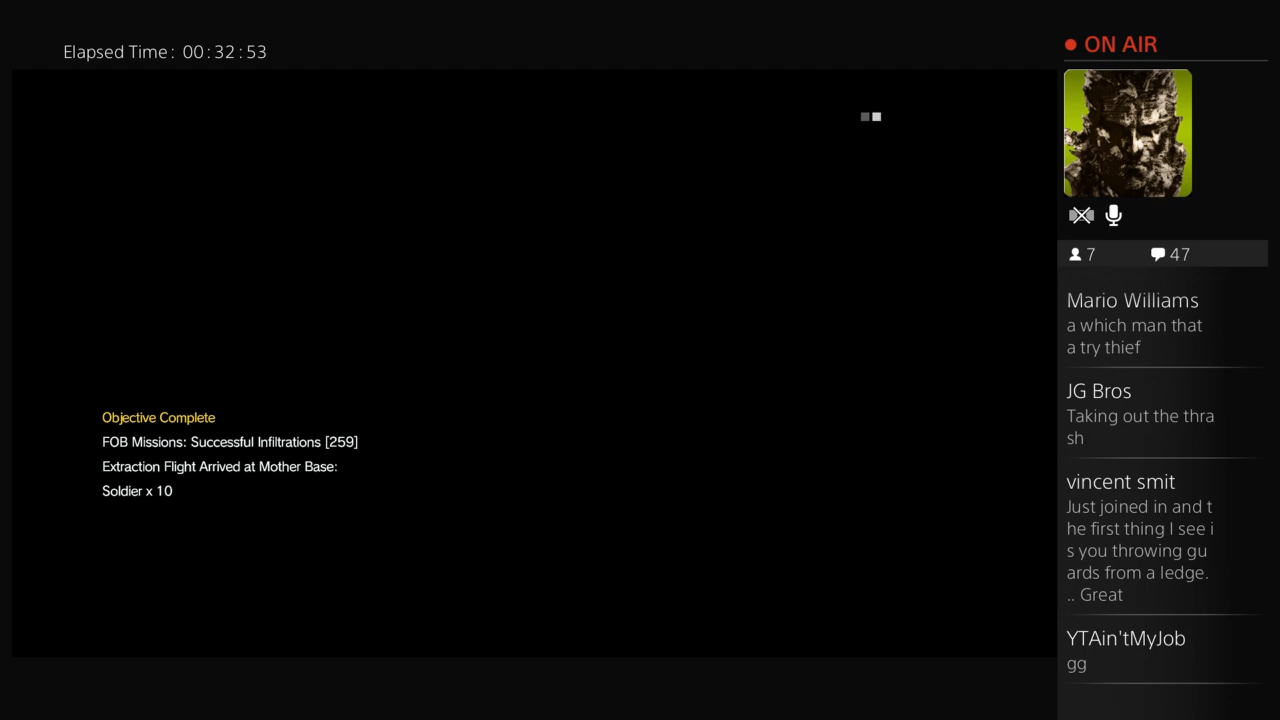 Elapsed Time: 00:32:53
ON AIR
7
47
Mario Williams
a which man that
a try thief
JG Bros
Taking out the thra
sh
vincent smit
Just joined in and t
he first thing I see i
s you throwing gu
ards from a ledge.
.. Great
YTAin'tMyJob
gg
Objective Complete
FOB Missions: Successful Infiltrations [259]
Extraction Flight Arrived at Mother Base:
Soldier x 10